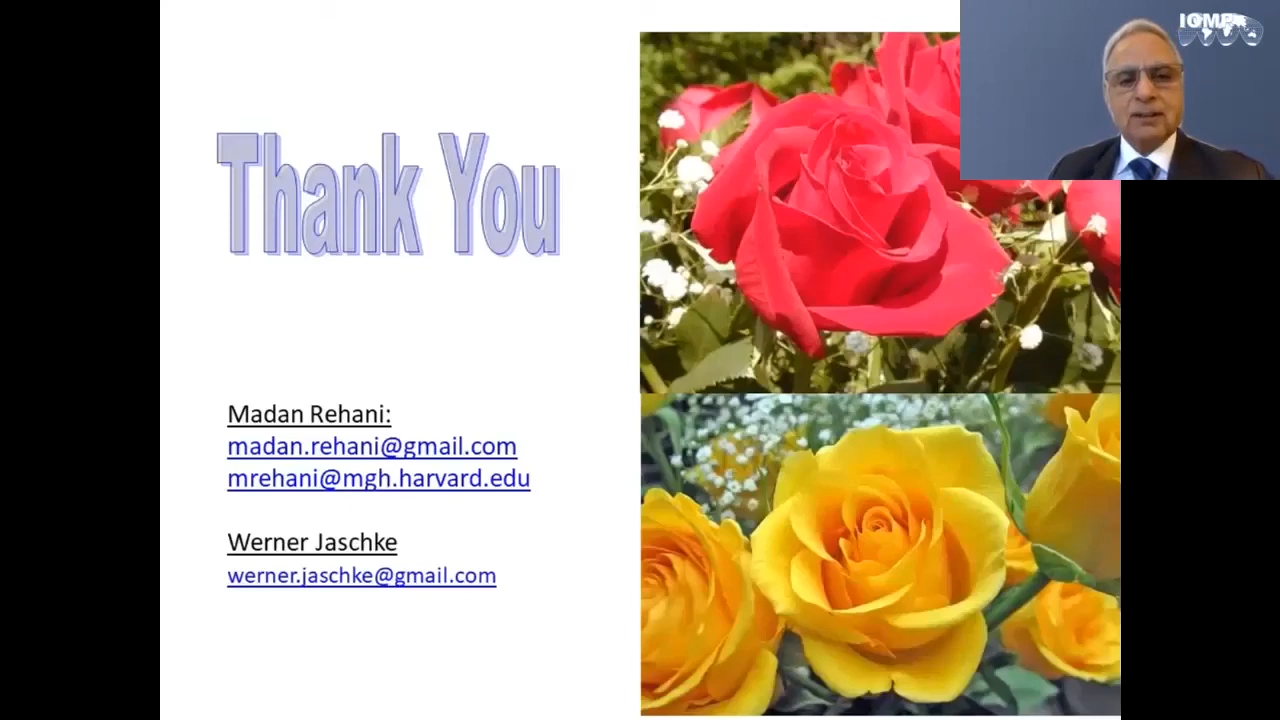 Thank You
Madan Rehani:
madan.rehani@gmail.com
mrehani@mgh.harvard.edu
Werner Jaschke
werner.jaschke@gmail.com
IOMP